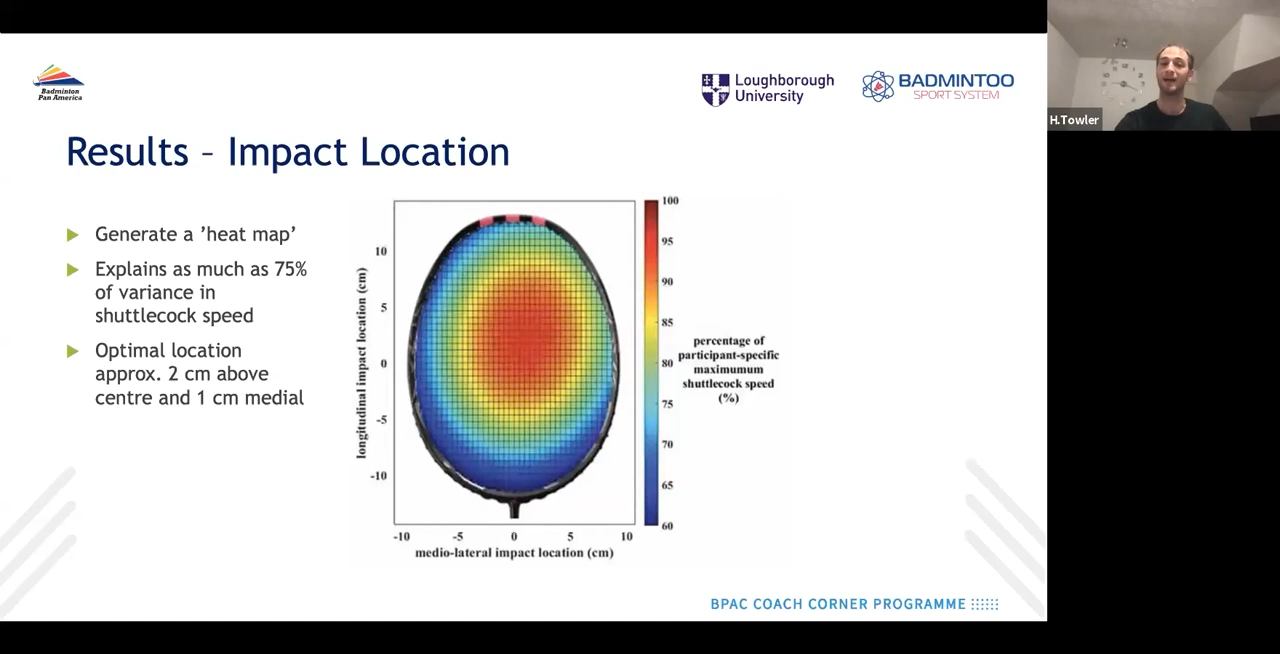 Badminton
Pan America
Loughborough
University
BADMINTOO
SPORT SYSTEM
H.Towler
Results – Impact Location
Generate a ’heat map’
Explains as much as 75%
of variance in
shuttlecock speed
Optimal location
approx. 2 cm above
centre and 1 cm medial
longitudinal impact location (cm)
10
5
0
-5
-10
-10
-5
0
5
10
medio-lateral impact location (cm)
100
95
90
85
80
75
70
65
60
percentage of
participant-specific
maximumum
shuttlecock speed
(%)
BPAC COACH CORNER PROGRAMME